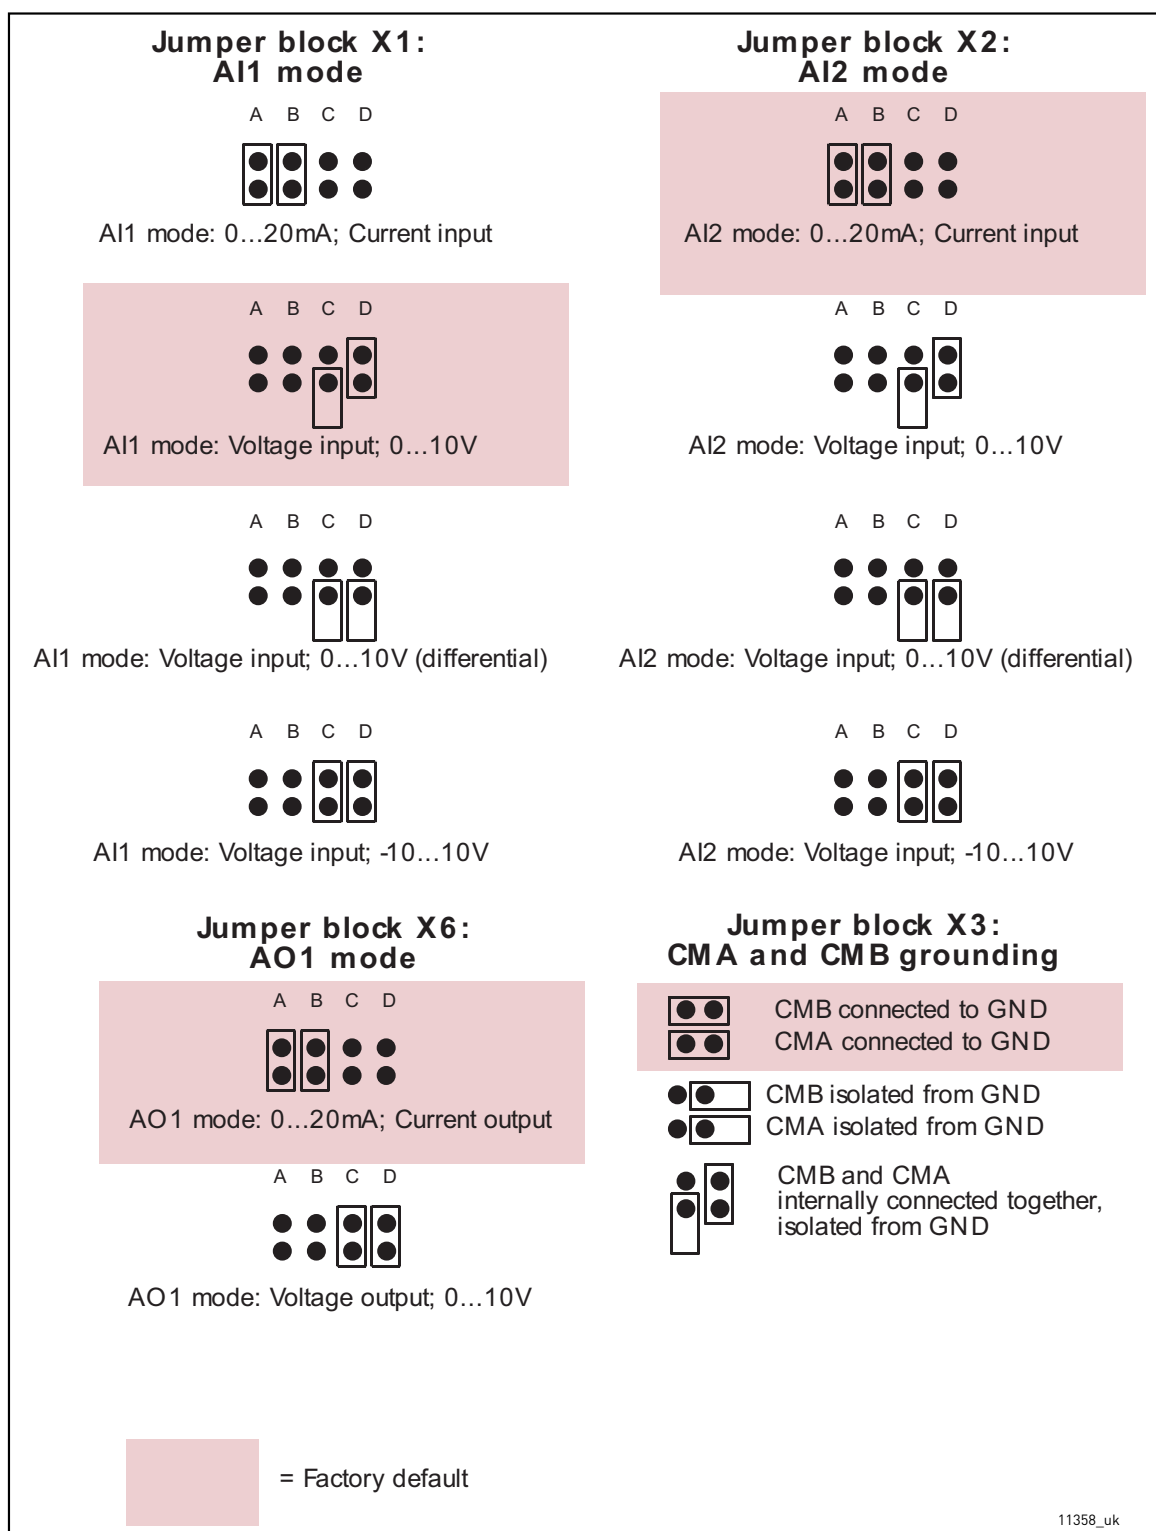 Jumper block X1:
AI1 mode
A B C D
AI1 mode: 0...20mA; Current input
A B C D
AI1 mode: Voltage input; 0...10V
A B C D
AI1 mode: Voltage input; 0...10V (differential)
A B C D
AI1 mode: Voltage input; -10...10V
Jumper block X2:
AI2 mode
A B C D
AI2 mode: 0...20mA; Current input
A B C D
AI2 mode: Voltage input; 0...10V
A B C D
AI2 mode: Voltage input; 0...10V (differential)
A B C D
AI2 mode: Voltage input; -10...10V
Jumper block X6:
AO1 mode
A B C D
AO1 mode: 0...20mA; Current output
A B C D
AO1 mode: Voltage output; 0...10V
Jumper block X3:
CMA and CMB grounding
CMB connected to GND
CMA connected to GND
CMB isolated from GND
CMA isolated from GND
CMB and CMA
internally connected together,
isolated from GND
= Factory default
11358_uk